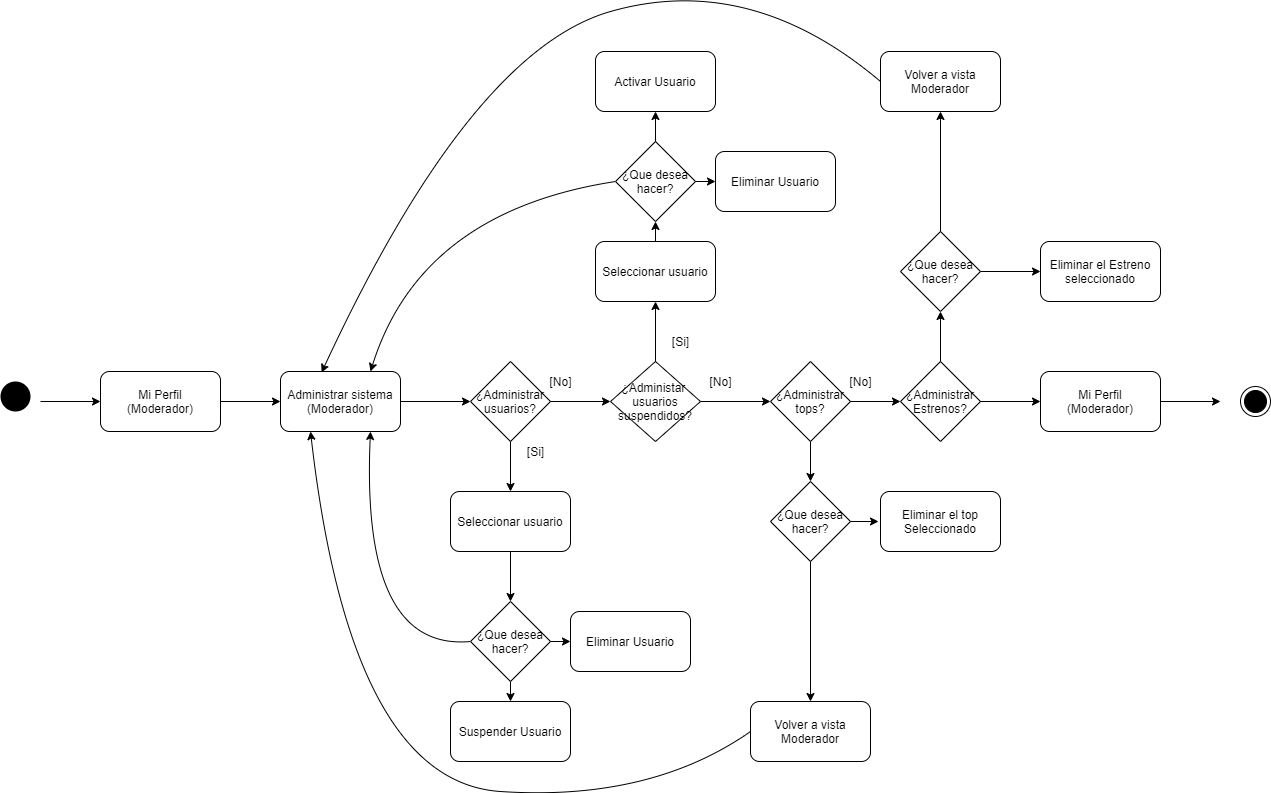 Activar Usuario
Volver a vista
Moderador
¿Que desea
hacer?
Eliminar Usuario
Seleccionar usuario
¿Que desea
hacer?
Eliminar el Estreno
seleccionado
[Si]
Mi Perfil
(Moderador)
Administrar sistema
(Moderador)
¿Administrar
usuarios?
[No]
¿Administar
usuarios
suspendidos?
[No]
¿Administrar
tops?
[No]
¿Administrar
Estrenos?
Mi Perfil
(Moderador)
[Si]
Seleccionar usuario
¿Que desea
hacer?
Eliminar el top
Seleccionado
¿Que desea
hacer?
Eliminar Usuario
Suspender Usuario
Volver a vista
Moderador